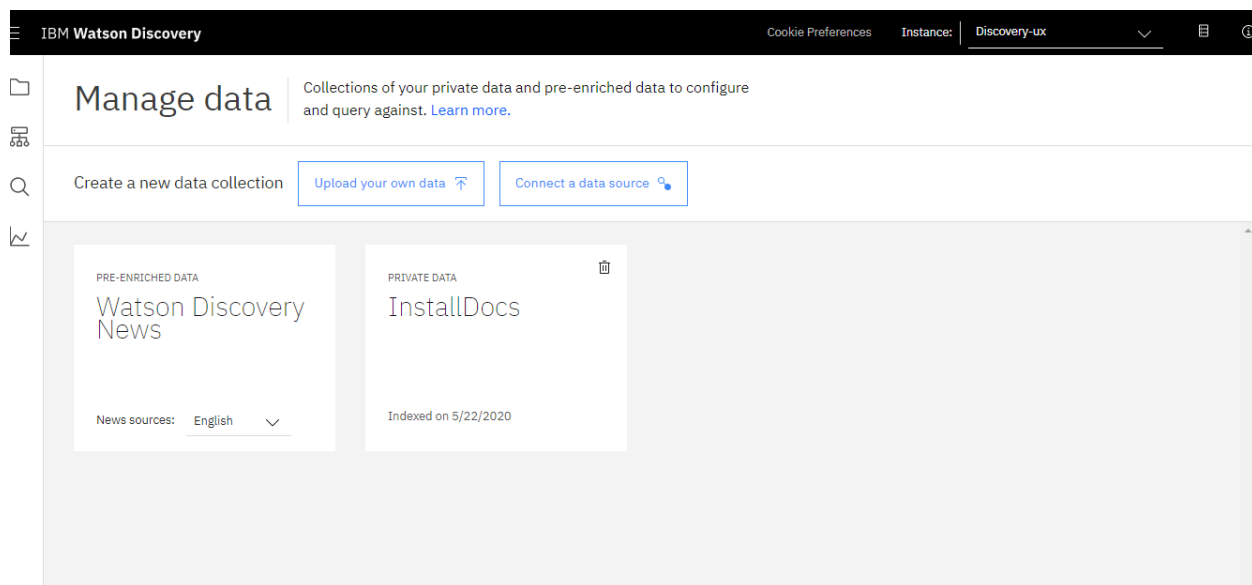 IBM Watson Discovery
Cookie Preferences
Instance:
Discovery-ux
Manage data
Collections of your private data and pre-enriched data to configure
and query against. Learn more.
Create a new data collection
Upload your own data
Connect a data source
PRE-ENRICHED DATA
Watson Discovery
News
News sources:
English
PRIVATE DATA
InstallDocs
Indexed on 5/22/2020